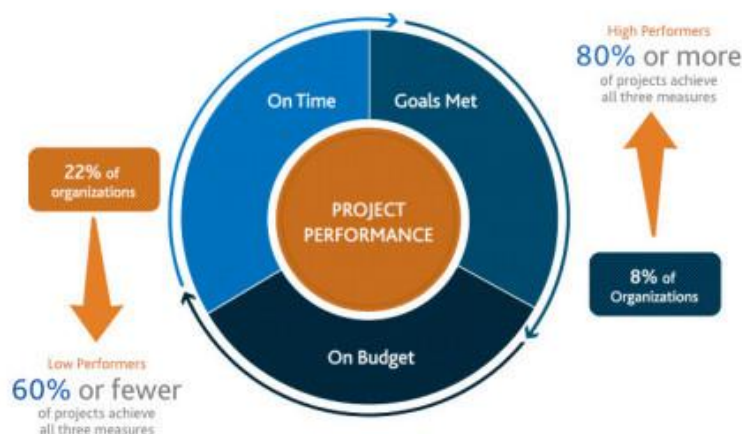 High Performers
80% or more
of projects achieve
all three measures
On Time
Goals Met
22% of
organizations
PROJECT
PERFORMANCE
8% of
Organizations
On Budget
Low Performers
60% or fewer
of projects achieve
all three measures